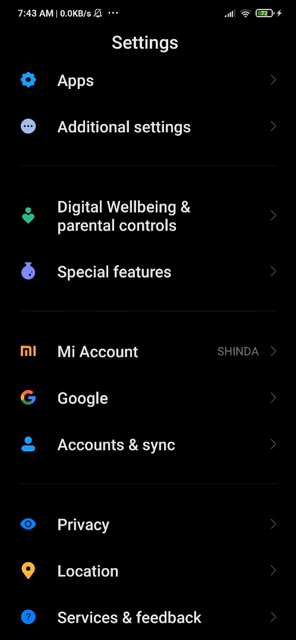 7:43 AM | 0.0KB/s
72
Settings
Apps
Additional settings
Digital Wellbeing &
parental controls
Special features
Mi Account SHINDA
Google
Accounts & sync
Privacy
Location
Services & feedback